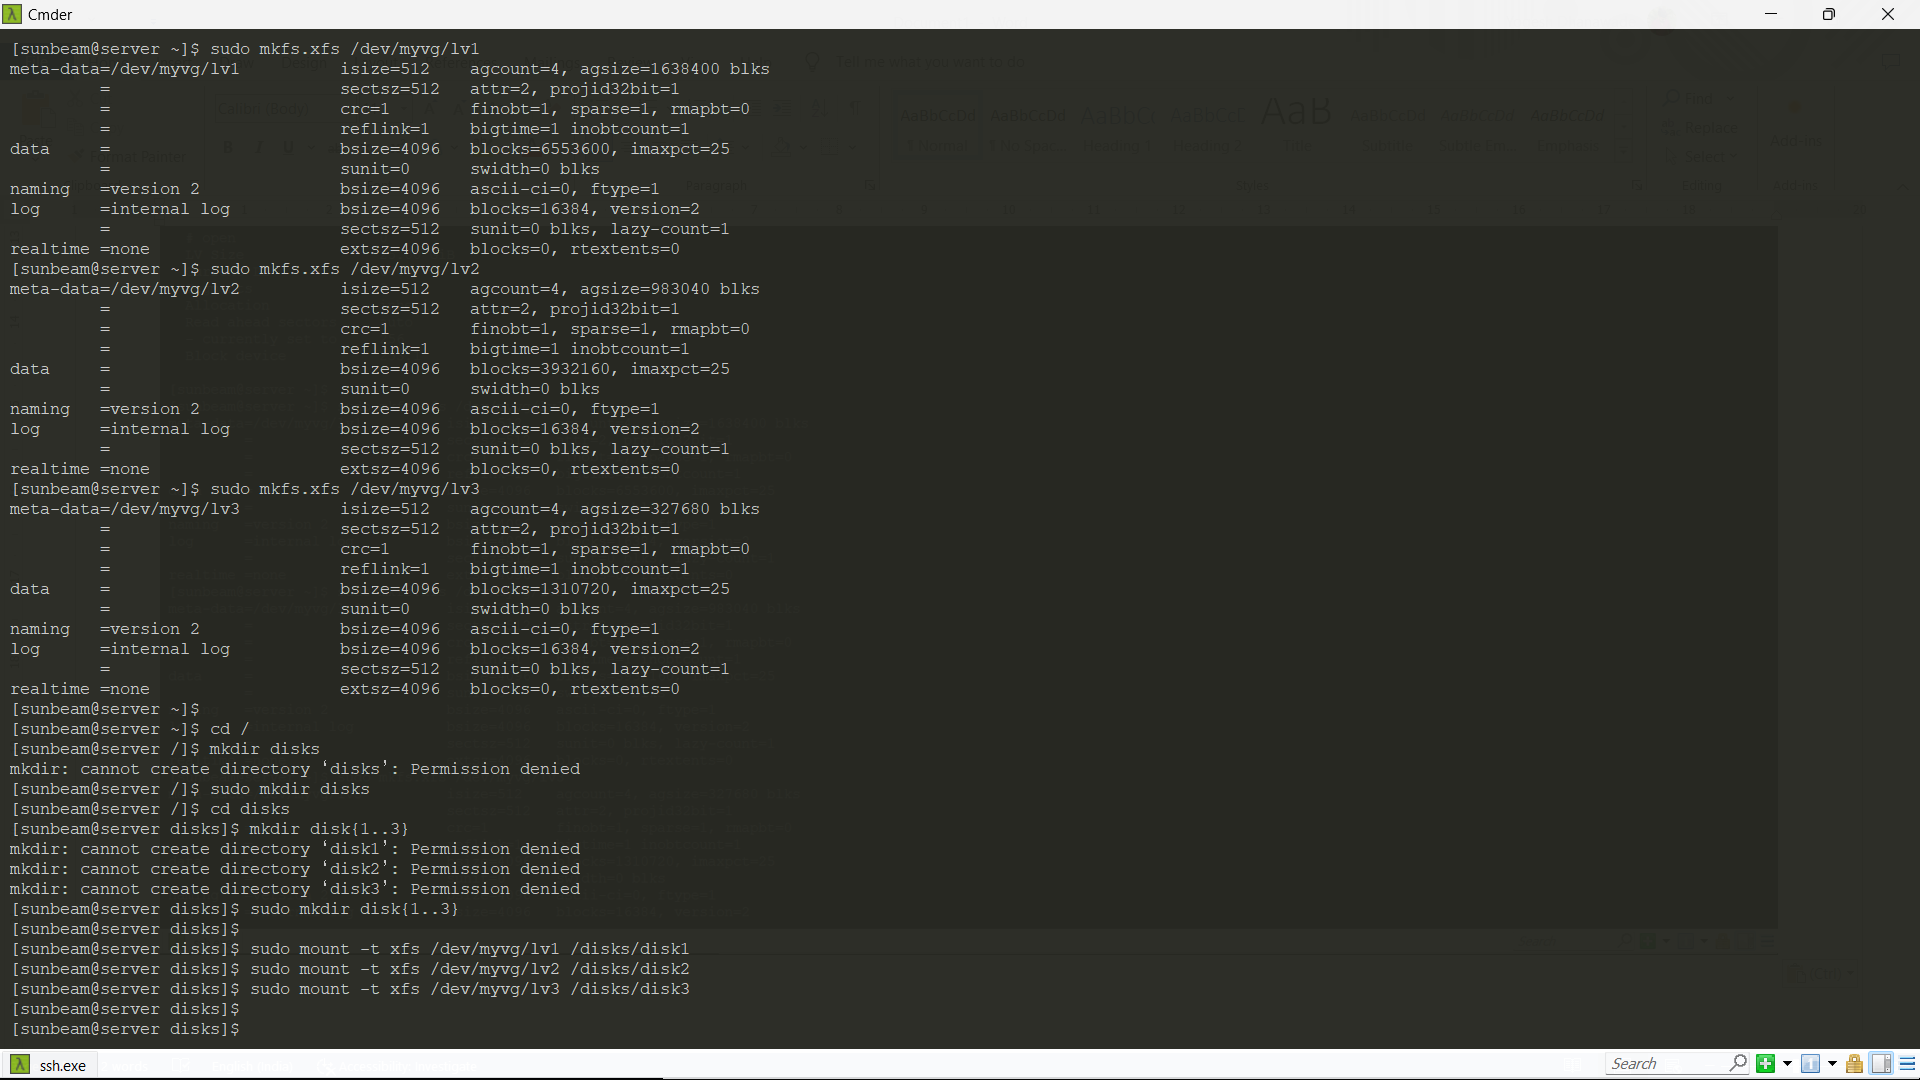 Cmder
[sunbeam@server ~]$ sudo mkfs.xfs /dev/myvg/lv1
meta-data=/dev/myvg/lv1          isize=512    agcount=4, agsize=1638400 blks
         =                       sectsz=512   attr=2, projid32bit=1
         =                       crc=1        finobt=1, sparse=1, rmapbt=0
         =                       reflink=1    bigtime=1 inobtcount=1
data     =                       bsize=4096   blocks=6553600, imaxpct=25
         =                       sunit=0      swidth=0 blks
naming   =version 2              bsize=4096   ascii-ci=0, ftype=1
log      =internal log           bsize=4096   blocks=16384, version=2
         =                       sectsz=512   sunit=0 blks, lazy-count=1
realtime =none                   extsz=4096   blocks=0, rtextents=0
[sunbeam@server ~]$ sudo mkfs.xfs /dev/myvg/lv2
meta-data=/dev/myvg/lv2          isize=512    agcount=4, agsize=983040 blks
         =                       sectsz=512   attr=2, projid32bit=1
         =                       crc=1        finobt=1, sparse=1, rmapbt=0
         =                       reflink=1    bigtime=1 inobtcount=1
data     =                       bsize=4096   blocks=3932160, imaxpct=25
         =                       sunit=0      swidth=0 blks
naming   =version 2              bsize=4096   ascii-ci=0, ftype=1
log      =internal log           bsize=4096   blocks=16384, version=2
         =                       sectsz=512   sunit=0 blks, lazy-count=1
realtime =none                   extsz=4096   blocks=0, rtextents=0
[sunbeam@server ~]$ sudo mkfs.xfs /dev/myvg/lv3
meta-data=/dev/myvg/lv3          isize=512    agcount=4, agsize=327680 blks
         =                       sectsz=512   attr=2, projid32bit=1
         =                       crc=1        finobt=1, sparse=1, rmapbt=0
         =                       reflink=1    bigtime=1 inobtcount=1
data     =                       bsize=4096   blocks=1310720, imaxpct=25
         =                       sunit=0      swidth=0 blks
naming   =version 2              bsize=4096   ascii-ci=0, ftype=1
log      =internal log           bsize=4096   blocks=16384, version=2
         =                       sectsz=512   sunit=0 blks, lazy-count=1
realtime =none                   extsz=4096   blocks=0, rtextents=0
[sunbeam@server ~]$
[sunbeam@server ~]$ cd /
[sunbeam@server /]$ mkdir disks
mkdir: cannot create directory ‘disks’: Permission denied
[sunbeam@server /]$ sudo mkdir disks
[sunbeam@server /]$ cd disks
[sunbeam@server disks]$ mkdir disk{1..3}
mkdir: cannot create directory ‘disk1’: Permission denied
mkdir: cannot create directory ‘disk2’: Permission denied
mkdir: cannot create directory ‘disk3’: Permission denied
[sunbeam@server disks]$ sudo mkdir disk{1..3}
[sunbeam@server disks]$
[sunbeam@server disks]$ sudo mount -t xfs /dev/myvg/lv1 /disks/disk1
[sunbeam@server disks]$ sudo mount -t xfs /dev/myvg/lv2 /disks/disk2
[sunbeam@server disks]$ sudo mount -t xfs /dev/myvg/lv3 /disks/disk3
[sunbeam@server disks]$
[sunbeam@server disks]$
ssh.exe
Search